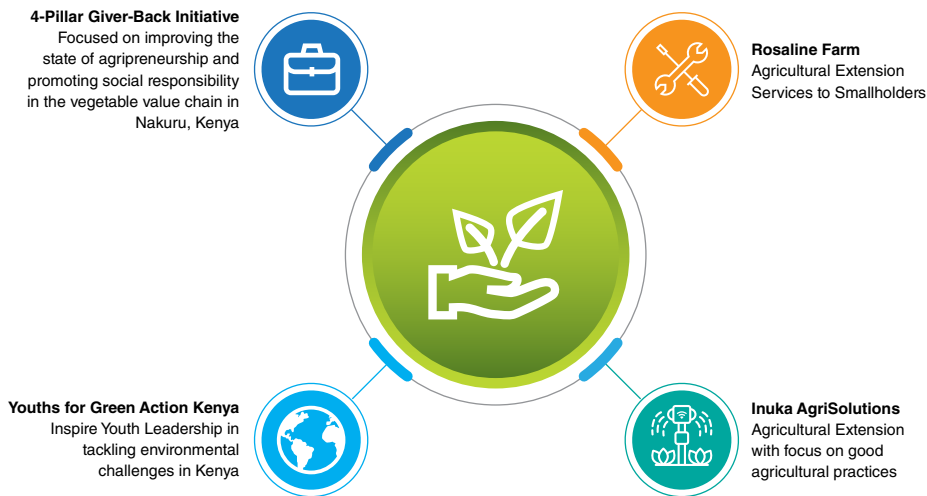 4-Pillar Giver-Back Initiative
Focused on improving the
state of agripreneurship and
promoting social responsibility
in the vegetable value chain in
Nakuru, Kenya
Rosaline Farm
Agricultural Extension
Services to Smallholders
Youths for Green Action Kenya
Inspire Youth Leadership in
tackling environmental
challenges in Kenya
Inuka AgriSolutions
Agricultural Extension
with focus on good
agricultural practices